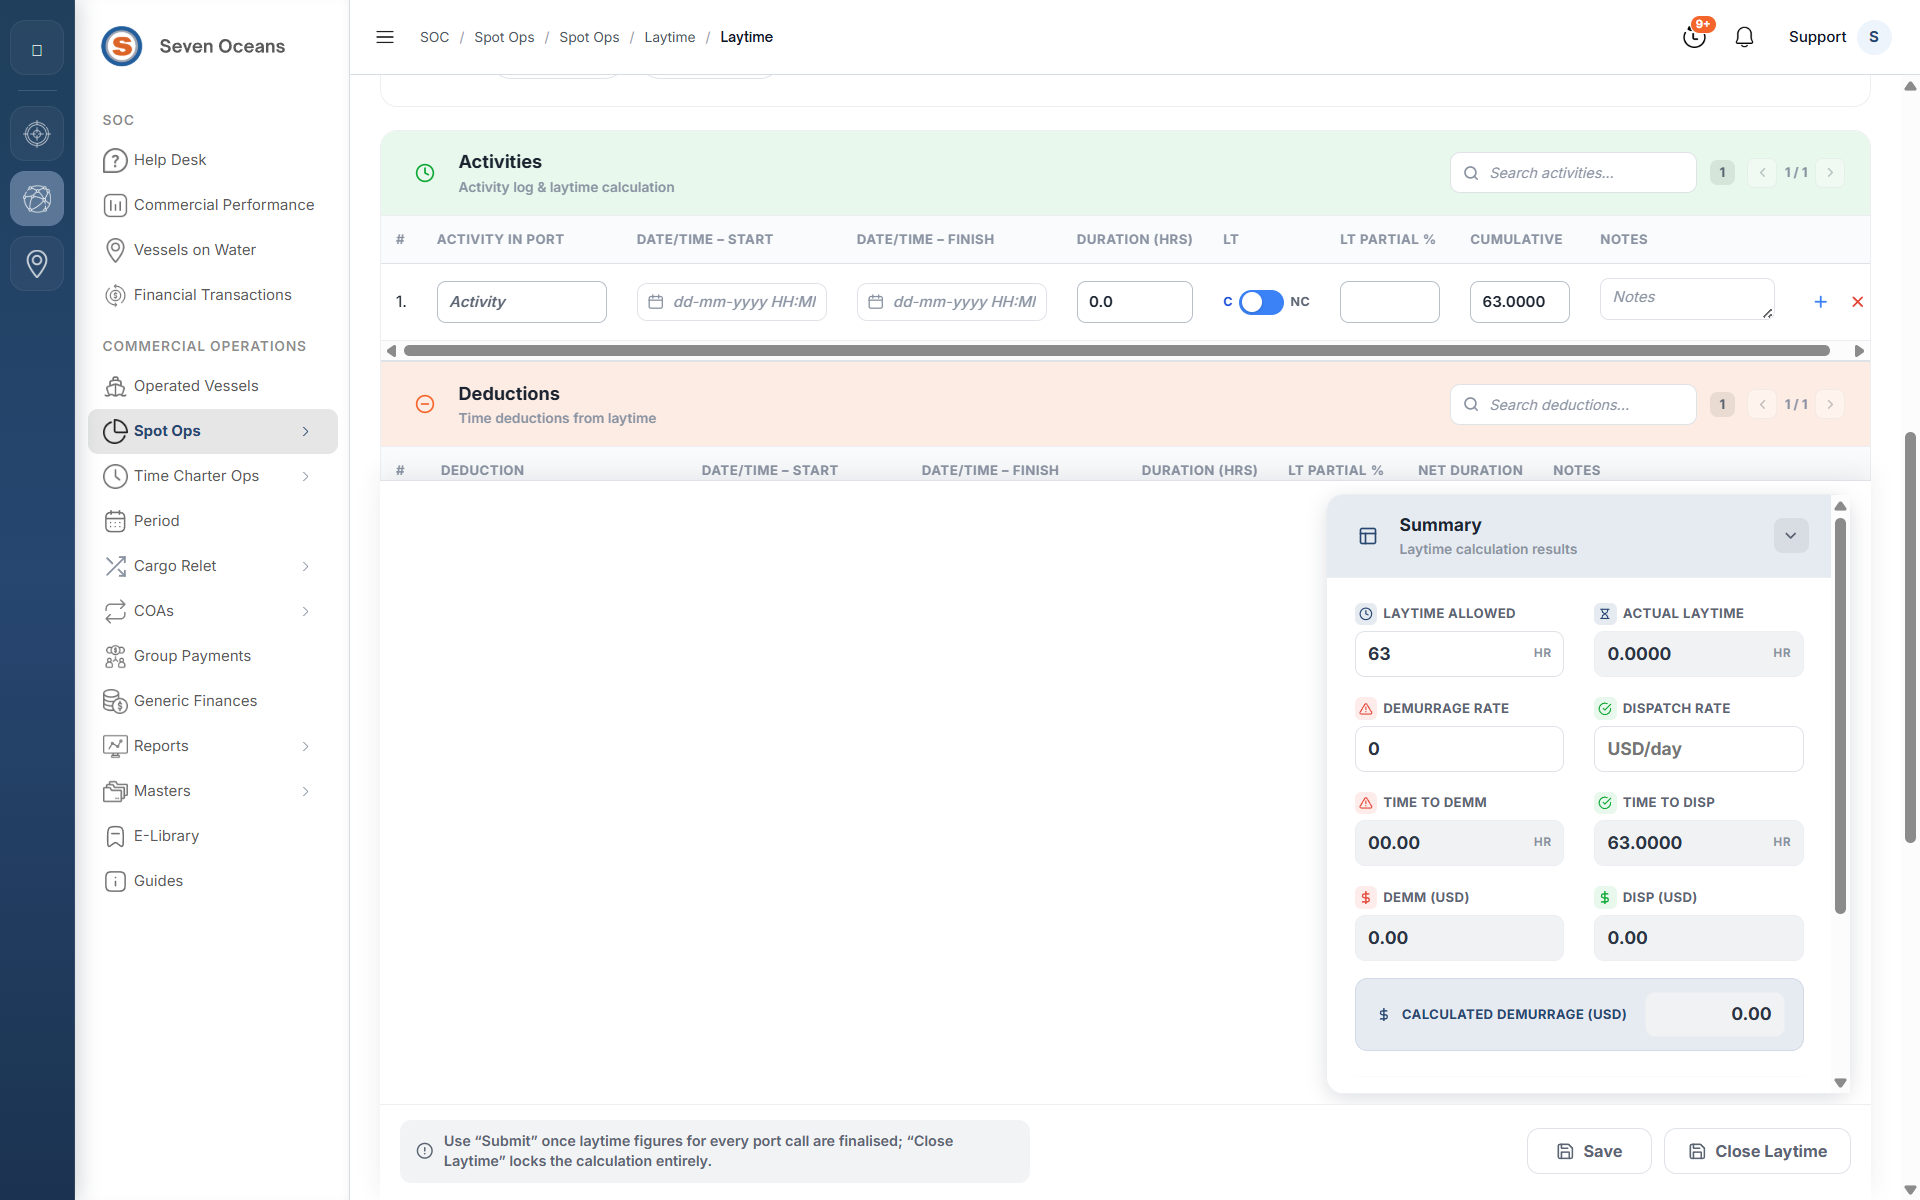 Seven Oceans
SOC
Help Desk
Commercial Performance
Vessels on Water
Financial Transactions
COMMERCIAL OPERATIONS
Operated Vessels
Spot Ops
Time Charter Ops
Period
Cargo Relet
COAs
Group Payments
Generic Finances
Reports
Masters
E-Library
Guides
SOC / Spot Ops / Spot Ops / Laytime / Laytime
9+
Support S
Activities
Activity log & laytime calculation
Search activities...
1
1 / 1
# ACTIVITY IN PORT DATE/TIME – START DATE/TIME – FINISH DURATION (HRS) LT LT PARTIAL % CUMULATIVE NOTES
1. Activity dd-mm-yyyy HH:MI dd-mm-yyyy HH:MI 0.0 C NC 63.0000 Notes
Deductions
Time deductions from laytime
Search deductions...
1
1 / 1
# DEDUCTION DATE/TIME – START DATE/TIME – FINISH DURATION (HRS) LT PARTIAL % NET DURATION NOTES
Summary
Laytime calculation results
LAYTIME ALLOWED ACTUAL LAYTIME
63 HR 0.0000 HR
DEMURRAGE RATE DISPATCH RATE
0 USD/day
TIME TO DEMM TIME TO DISP
00.00 HR 63.0000 HR
$ DEMM (USD) $ DISP (USD)
0.00 0.00
$ CALCULATED DEMURRAGE (USD) 0.00
Use “Submit” once laytime figures for every port call are finalised; “Close
Laytime” locks the calculation entirely.
Save
Close Laytime